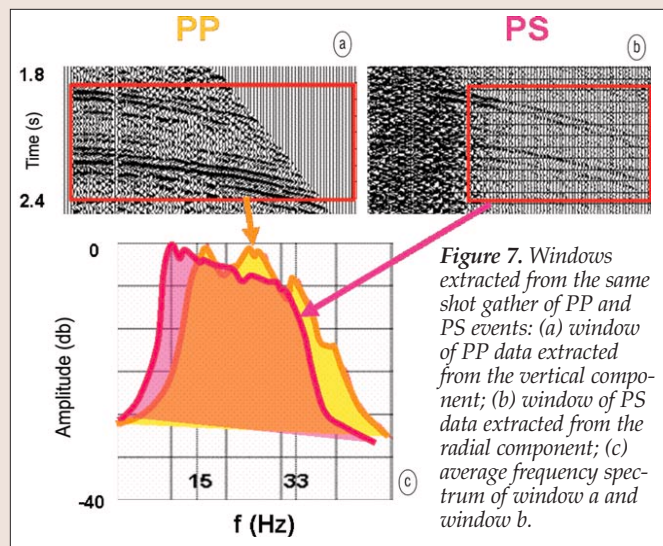 PP
PS
a
b
1.8
Time (s)
2.4
0
Amplitude (db)
-40
15
33
f (Hz)
c
Figure 7. Windows
extracted from the same
shot gather of PP and
PS events: (a) window
of PP data extracted
from the vertical compo-
nent; (b) window of PS
data extracted from the
radial component; (c)
average frequency spec-
trum of window a and
window b.